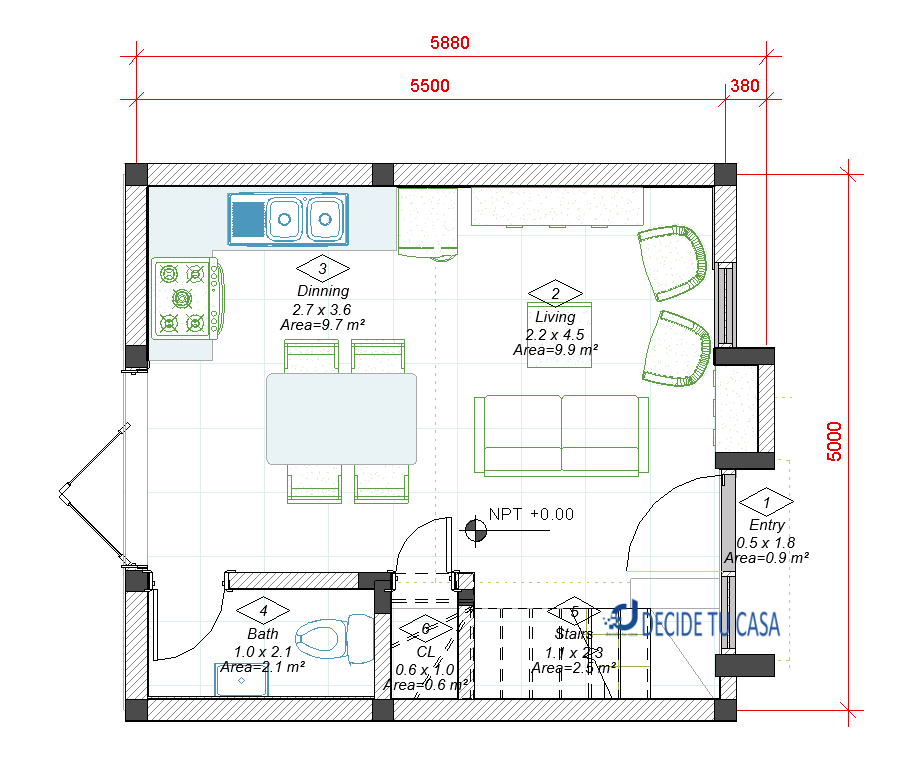 5880
5500
380
3
Dinning
2.7 x 3.6
Area=9.7 m²
2
Living
2.2 x 4.5
Area=9.9 m²
5000
1
Entry
0.5 x 1.8
Area=0.9 m²
NPT +0.00
4
Bath
1.0 x 2.1
Area=2.1 m²
6
CL
0.6 x 1.0
Area=0.6 m²
5
Stairs
1.1 x 2.3
Area=2.5 m²
DECIDE TU CASA